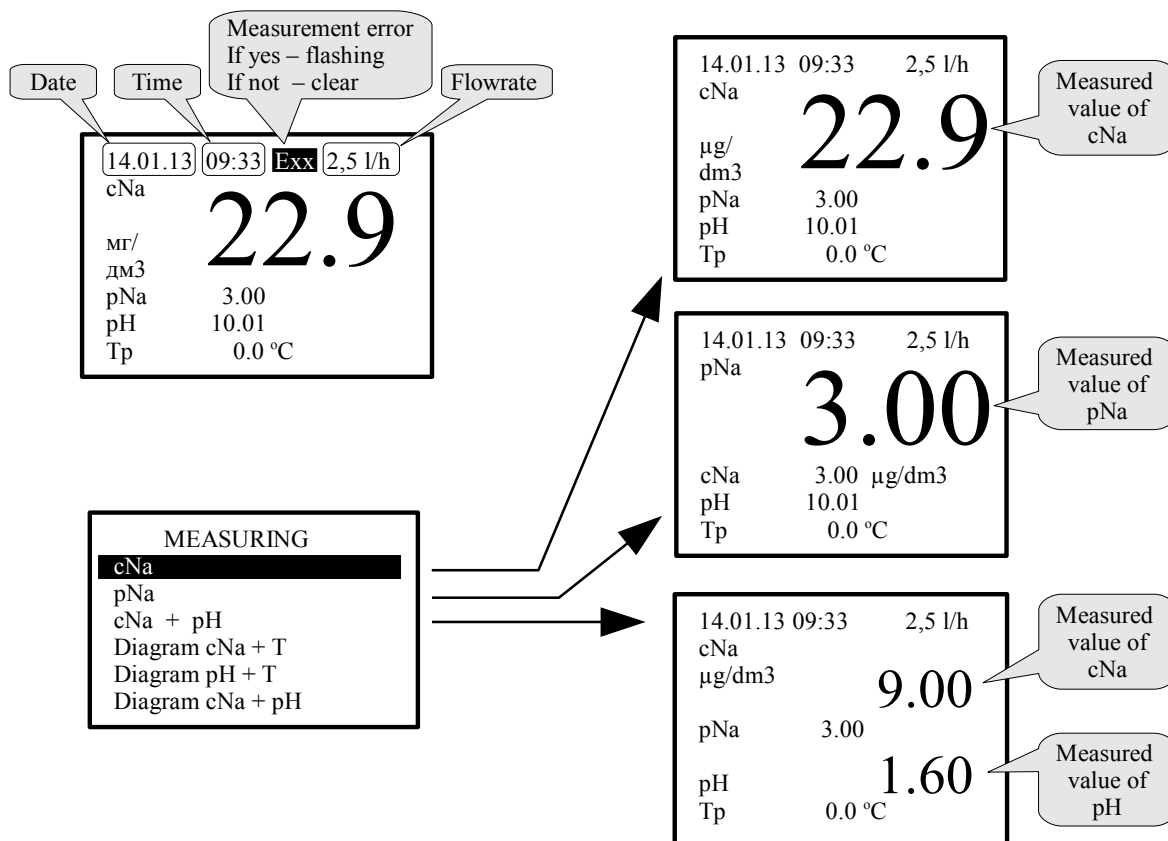 Measurement error
If yes – flashing
If not – clear
Date
Time
Flowrate
14.01.13 09:33 Exx 2,5 l/h
cNa
22.9
мг/
дм3
pNa 3.00
pH 10.01
Tp 0.0 °C
MEASURING
cNa
pNa
cNa + pH
Diagram cNa + T
Diagram pH + T
Diagram cNa + pH
14.01.13 09:33 2,5 l/h
cNa
22.9
µg/
dm3
pNa 3.00
pH 10.01
Tp 0.0 °C
Measured
value of
cNa
14.01.13 09:33 2,5 l/h
pNa
3.00
cNa 3.00 µg/dm3
pH 10.01
Tp 0.0 °C
Measured
value of
pNa
14.01.13 09:33 2,5 l/h
cNa
µg/dm3
9.00
pNa 3.00
1.60
pH
Tp 0.0 °C
Measured
value of
cNa
Measured
value of
pH